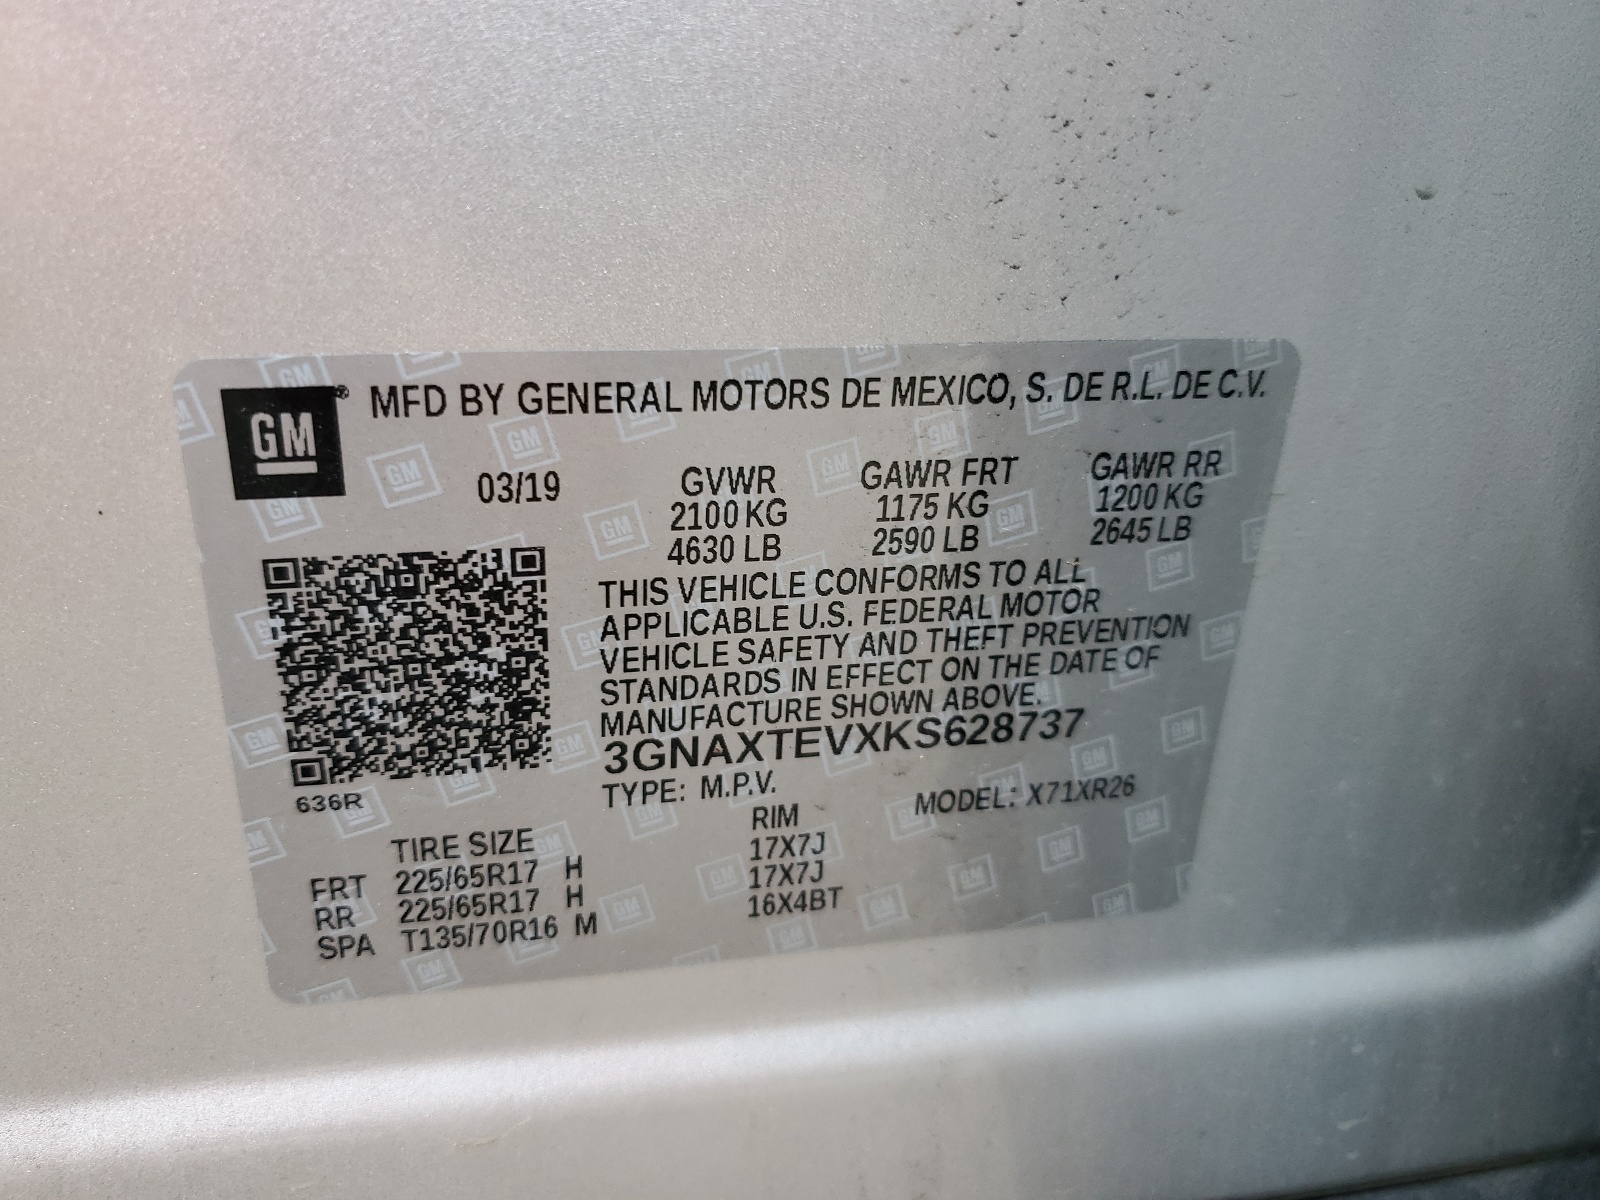 GM® MFD BY GENERAL MOTORS DE MEXICO, S. DE R.L. DE C.V.
03/19 GVWR GAWR FRT GAWR RR
2100 KG 1175 KG 1200 KG
4630 LB 2590 LB 2645 LB
THIS VEHICLE CONFORMS TO ALL
APPLICABLE U.S. FEDERAL MOTOR
VEHICLE SAFETY AND THEFT PREVENTION
STANDARDS IN EFFECT ON THE DATE OF
MANUFACTURE SHOWN ABOVE.
3GNAXTEVXKS628737
636R
TYPE: M.P.V. MODEL: X71XR26
TIRE SIZE RIM
FRT 225/65R17 H 17X7J
RR 225/65R17 H 17X7J
SPA T135/70R16 M 16X4BT